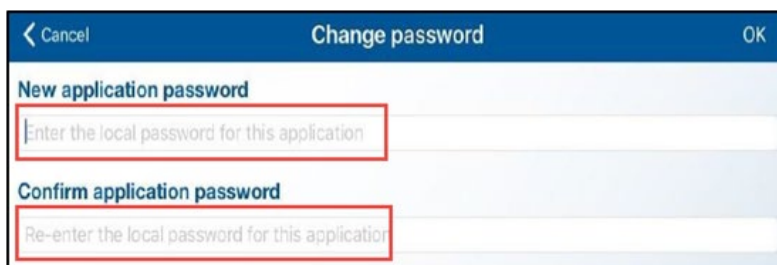 Cancel Change password OK
New application password
Enter the local password for this application
Confirm application password
Re-enter the local password for this application